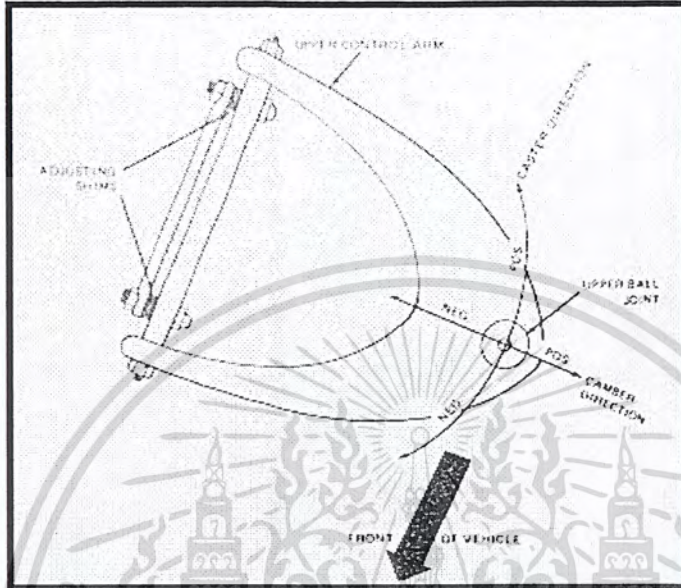 UPPER CONTROL ARM
CASTER DIRECTION
ADJUSTING
SHIMS
POS
UPPER BALL
JOINT
NEG
POS
CAMBER
DIRECTION
NEG
FRONT OF VEHICLE